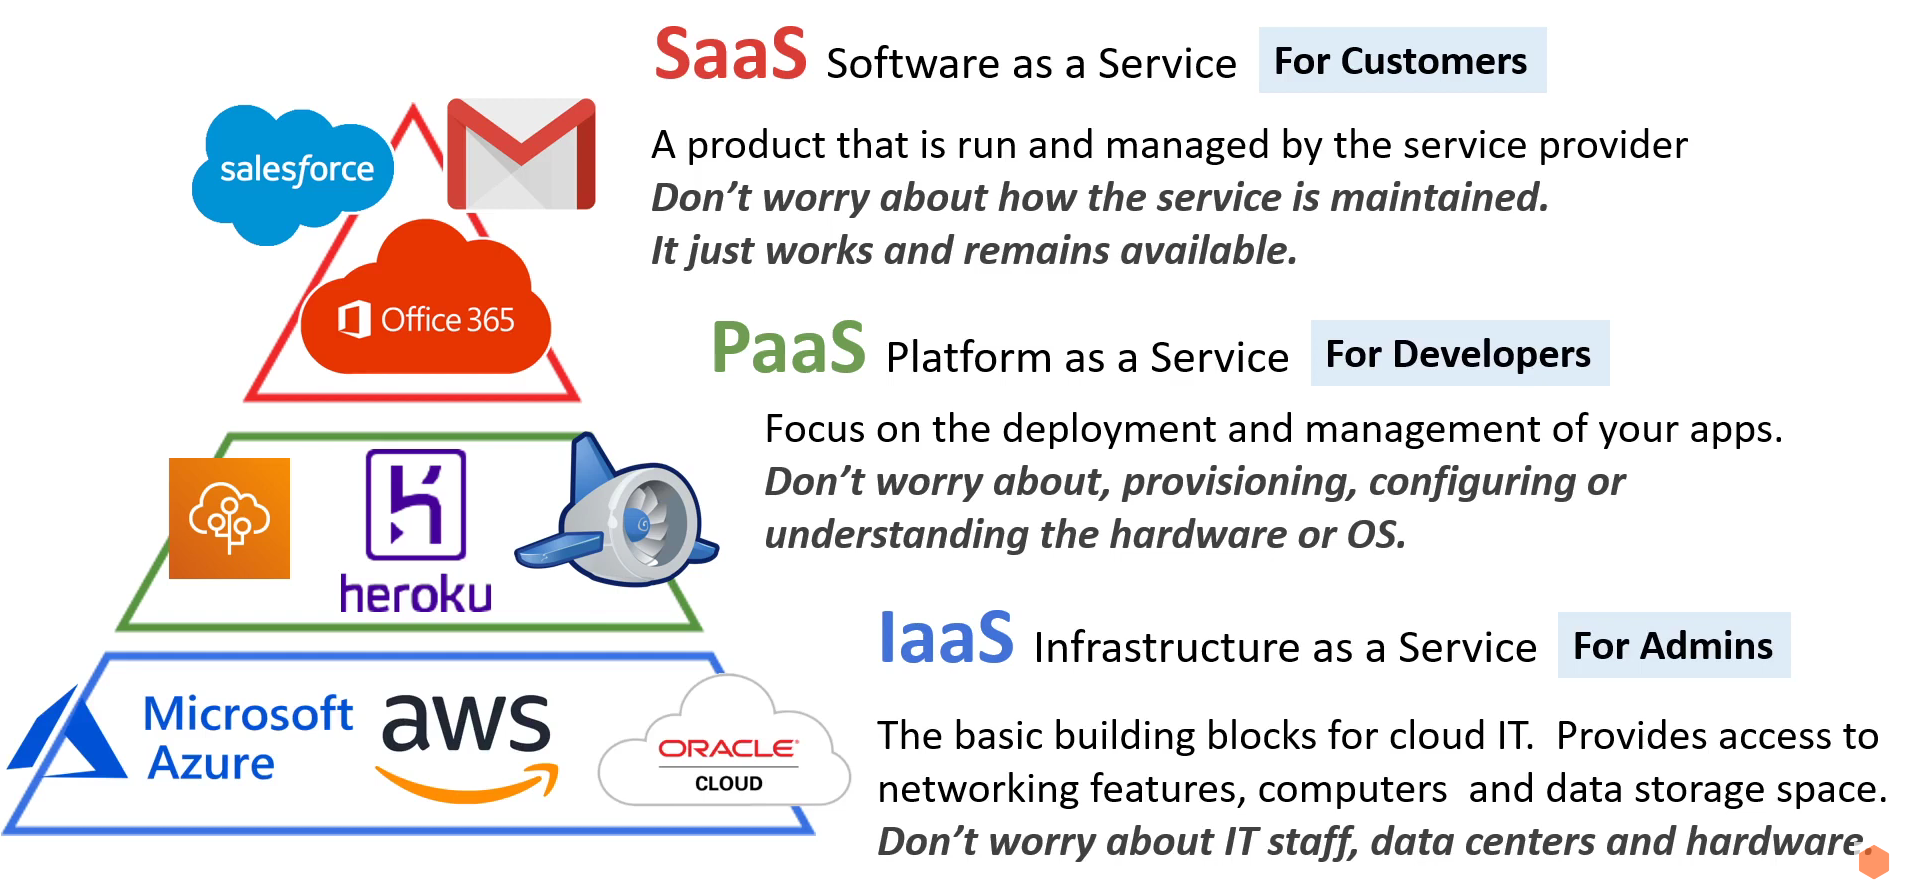 SaaS Software as a Service For Customers
salesforce
A product that is run and managed by the service provider
Don't worry about how the service is maintained.
It just works and remains available.
Office 365
PaaS Platform as a Service For Developers
Focus on the deployment and management of your apps.
Don't worry about, provisioning, configuring or
understanding the hardware or OS.
heroku
IaaS Infrastructure as a Service For Admins
Microsoft
Azure
aws
ORACLE®
CLOUD
The basic building blocks for cloud IT.  Provides access to
networking features, computers  and data storage space.
Don't worry about IT staff, data centers and hardware.